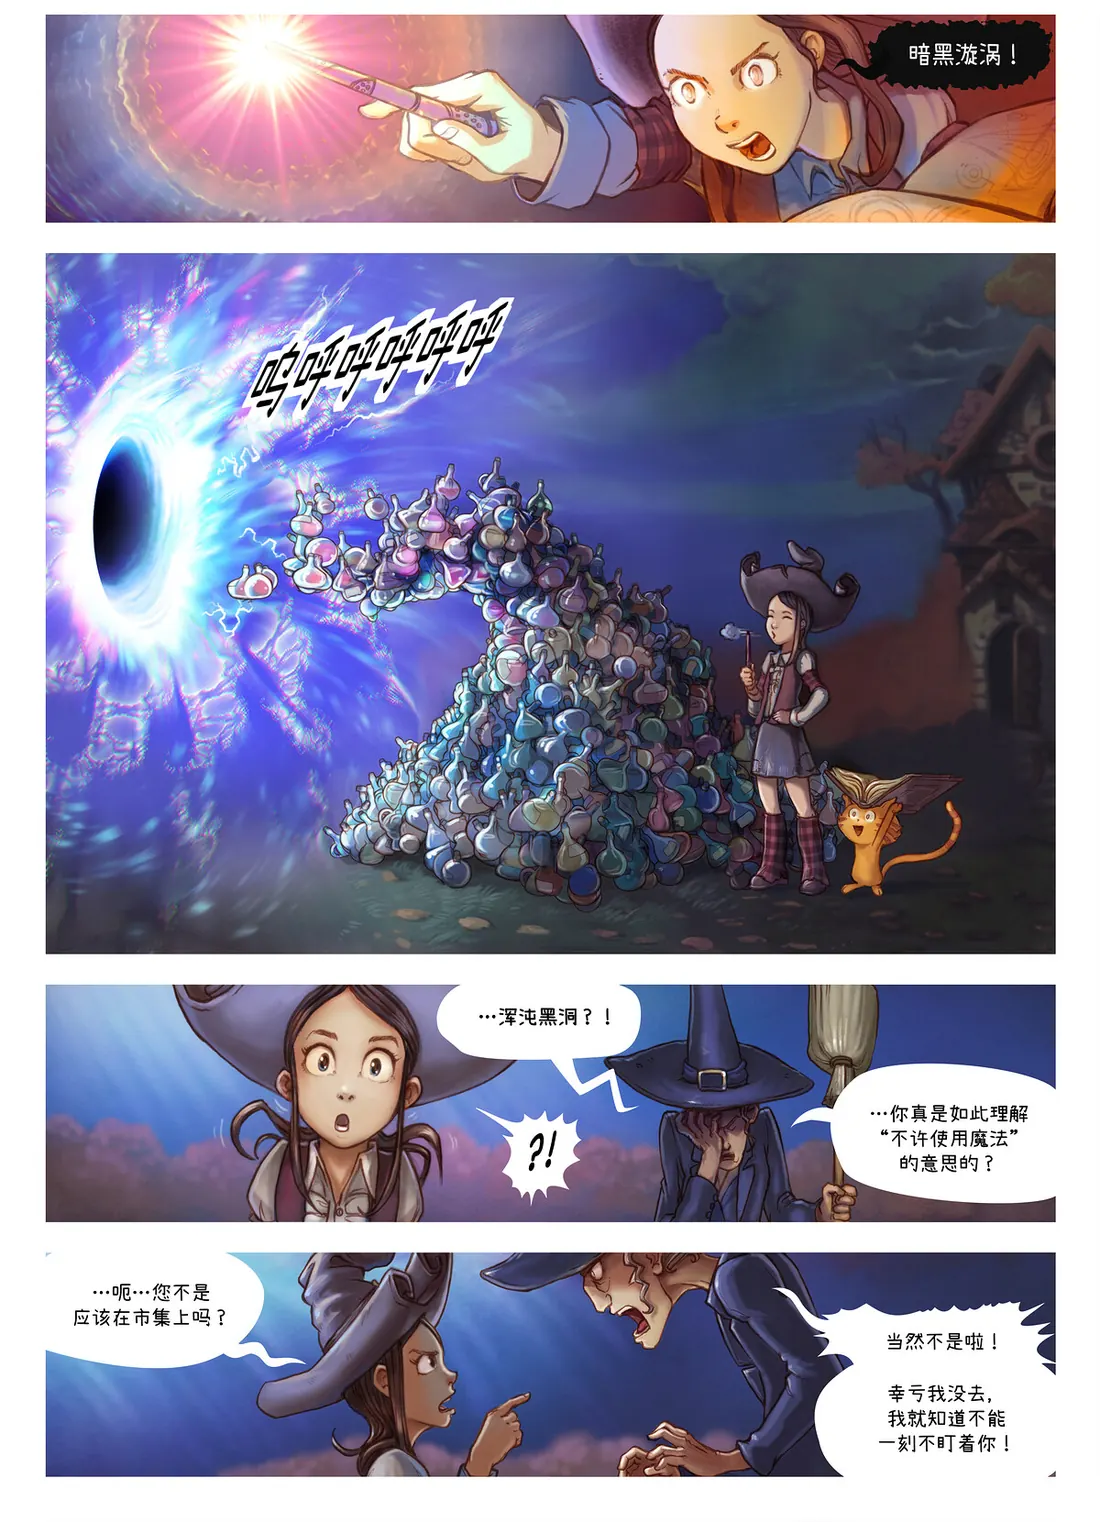 暗黑漩涡！
呜呼呼呼呼呼
…浑沌黑洞？！
?!
…你真是如此理解
“不许使用魔法”
的意思的？
…呃…您不是
应该在市集上吗？
当然不是啦！
幸亏我没去，
我就知道不能
一刻不盯着你！